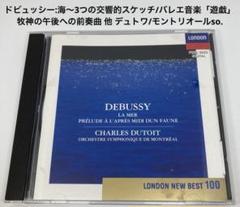 ドビュッシー:海〜3つの交響的スケッチ/バレエ音楽「遊戯」
牧神の午後への前奏曲 他 デュトワ/モントリオールso.
LONDON
DEBUSSY
LA MER
PRÉLUDE À L'APRÈS MIDI D'UN FAUNE
CHARLES DUTOIT
ORCHESTRE SYMPHONIQUE DE MONTRÉAL
LONDON NEW BEST 100